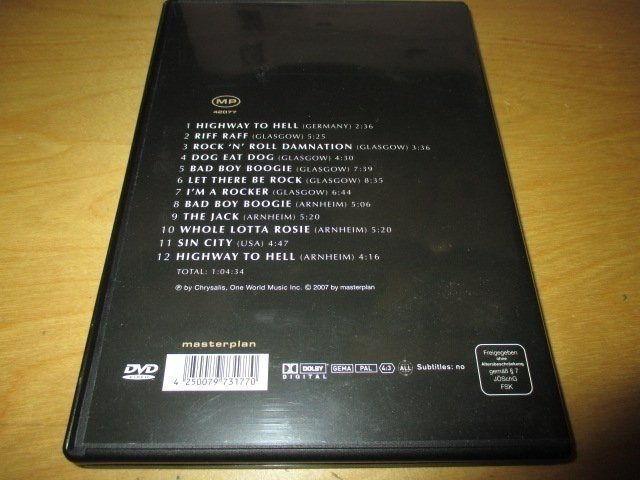 MP
42077
1 HIGHWAY TO HELL (GERMANY) 2:36
2 RIFF RAFF (GLASGOW) 5:25
3 ROCK 'N' ROLL DAMNATION (GLASGOW) 3:36
4 DOG EAT DOG (GLASGOW) 4:30
5 BAD BOY BOOGIE (GLASGOW) 7:39
6 LET THERE BE ROCK (GLASGOW) 8:35
7 I'M A ROCKER (GLASGOW) 6:44
8 BAD BOY BOOGIE (ARNHEIM) 5:06
9 THE JACK (ARNHEIM) 5:20
10 WHOLE LOTTA ROSIE (ARNHEIM) 5:20
11 SIN CITY (USA) 4:47
12 HIGHWAY TO HELL (ARNHEIM) 4:16
TOTAL: 1:04:34
℗ by Chrysalis, One World Music Inc. © 2007 by masterplan
masterplan
DVD
VIDEO
4 250079 731770
DOLBY
DIGITAL
GEMA PAL 4:3 ALL Subtitles: no
Freigegeben
ohne
Altersbeschränkung
gemäß § 7
JÖSchG
FSK